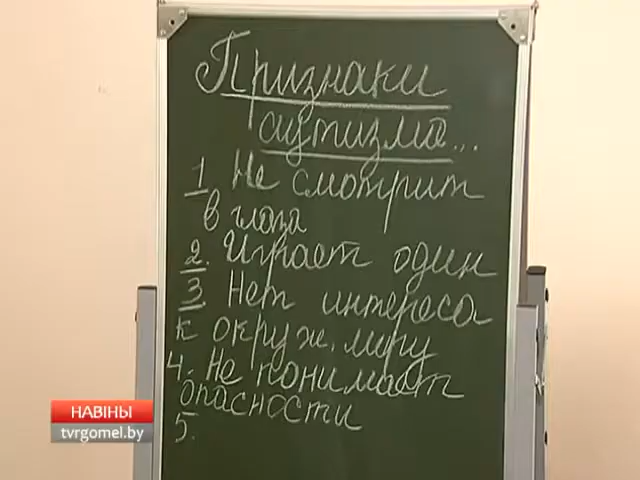 Признаки
аутизма...
1 Не смотрит
в глаза
2. Играет один
3. Нет интереса
к окруж. миру
4. Не понимает
опасности
5.
НАВІНЫ
tvrgomel.by